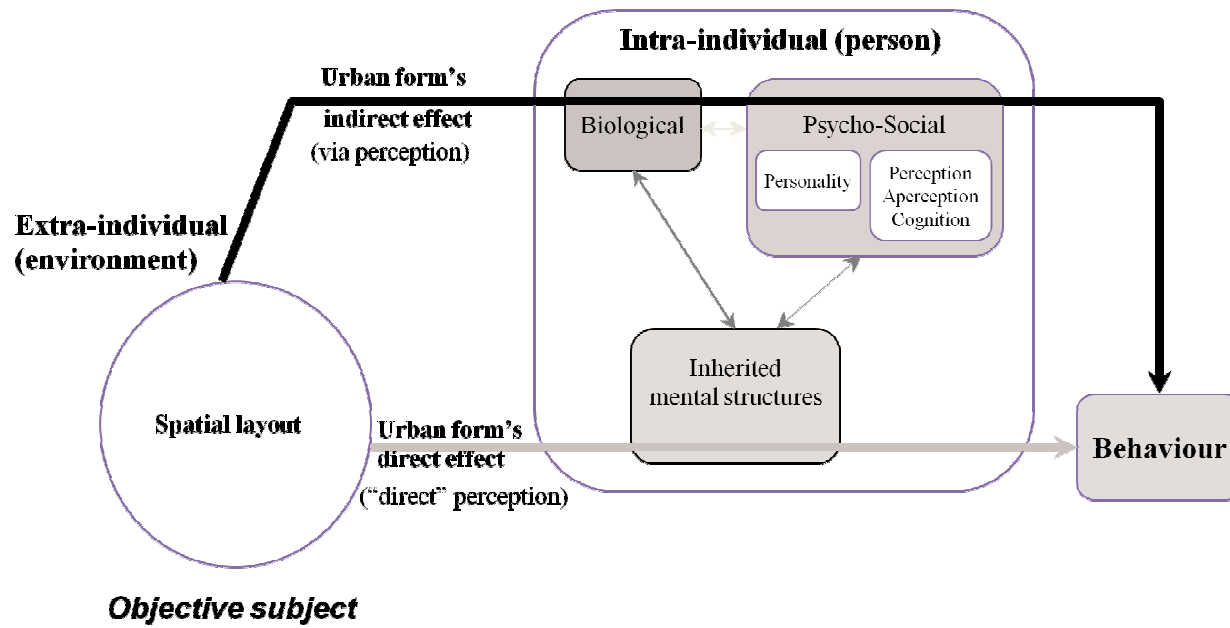 Intra-individual (person)
Urban form's
indirect effect
(via perception)
Biological
Psycho-Social
Personality
Perception
Aperception
Cognition
Extra-individual
(environment)
Inherited
mental structures
Spatial layout
Urban form's
direct effect
("direct" perception)
Behaviour
Objective subject